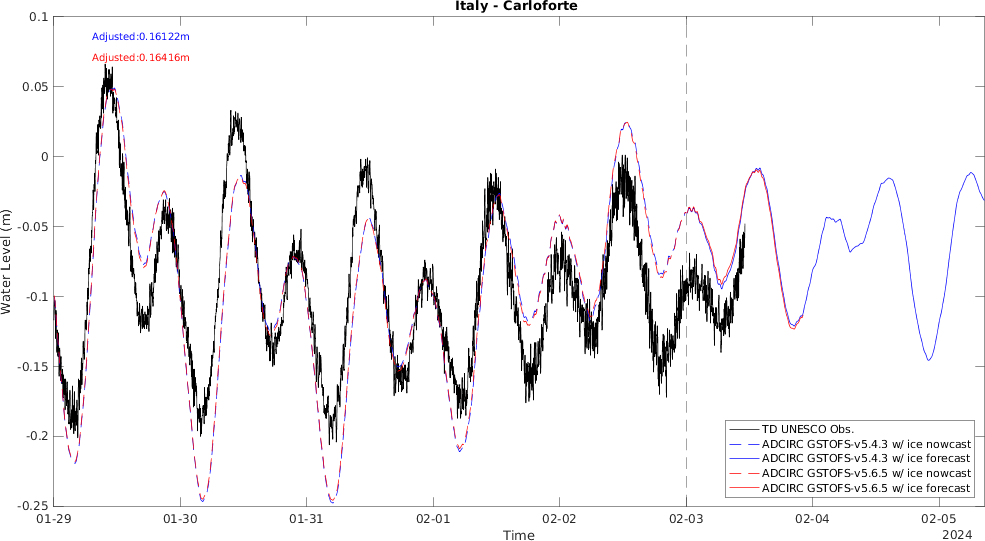 Italy - Carloforte
Adjusted:0.16122m
Adjusted:0.16416m
0.1
0.05
0
-0.05
-0.1
-0.15
-0.2
-0.25
Water Level (m)
TD UNESCO Obs.
ADCIRC GSTOFS-v5.4.3 w/ ice nowcast
ADCIRC GSTOFS-v5.4.3 w/ ice forecast
ADCIRC GSTOFS-v5.6.5 w/ ice nowcast
ADCIRC GSTOFS-v5.6.5 w/ ice forecast
01-29 01-30 01-31 02-01 02-02 02-03 02-04 02-05
Time
2024